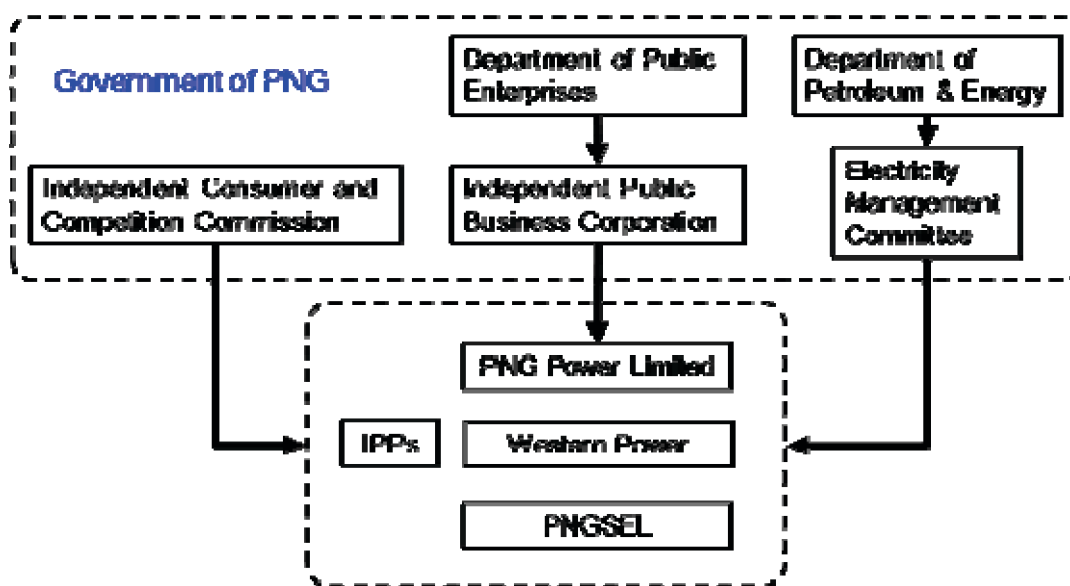 Government of PNG
Department of Public
Enterprises
Department of
Petroleum & Energy
Independent Consumer and
Competition Commission
Independent Public
Business Corporation
Electricity
Management
Committee
PNG Power Limited
IPPs
Western Power
PNGSEL